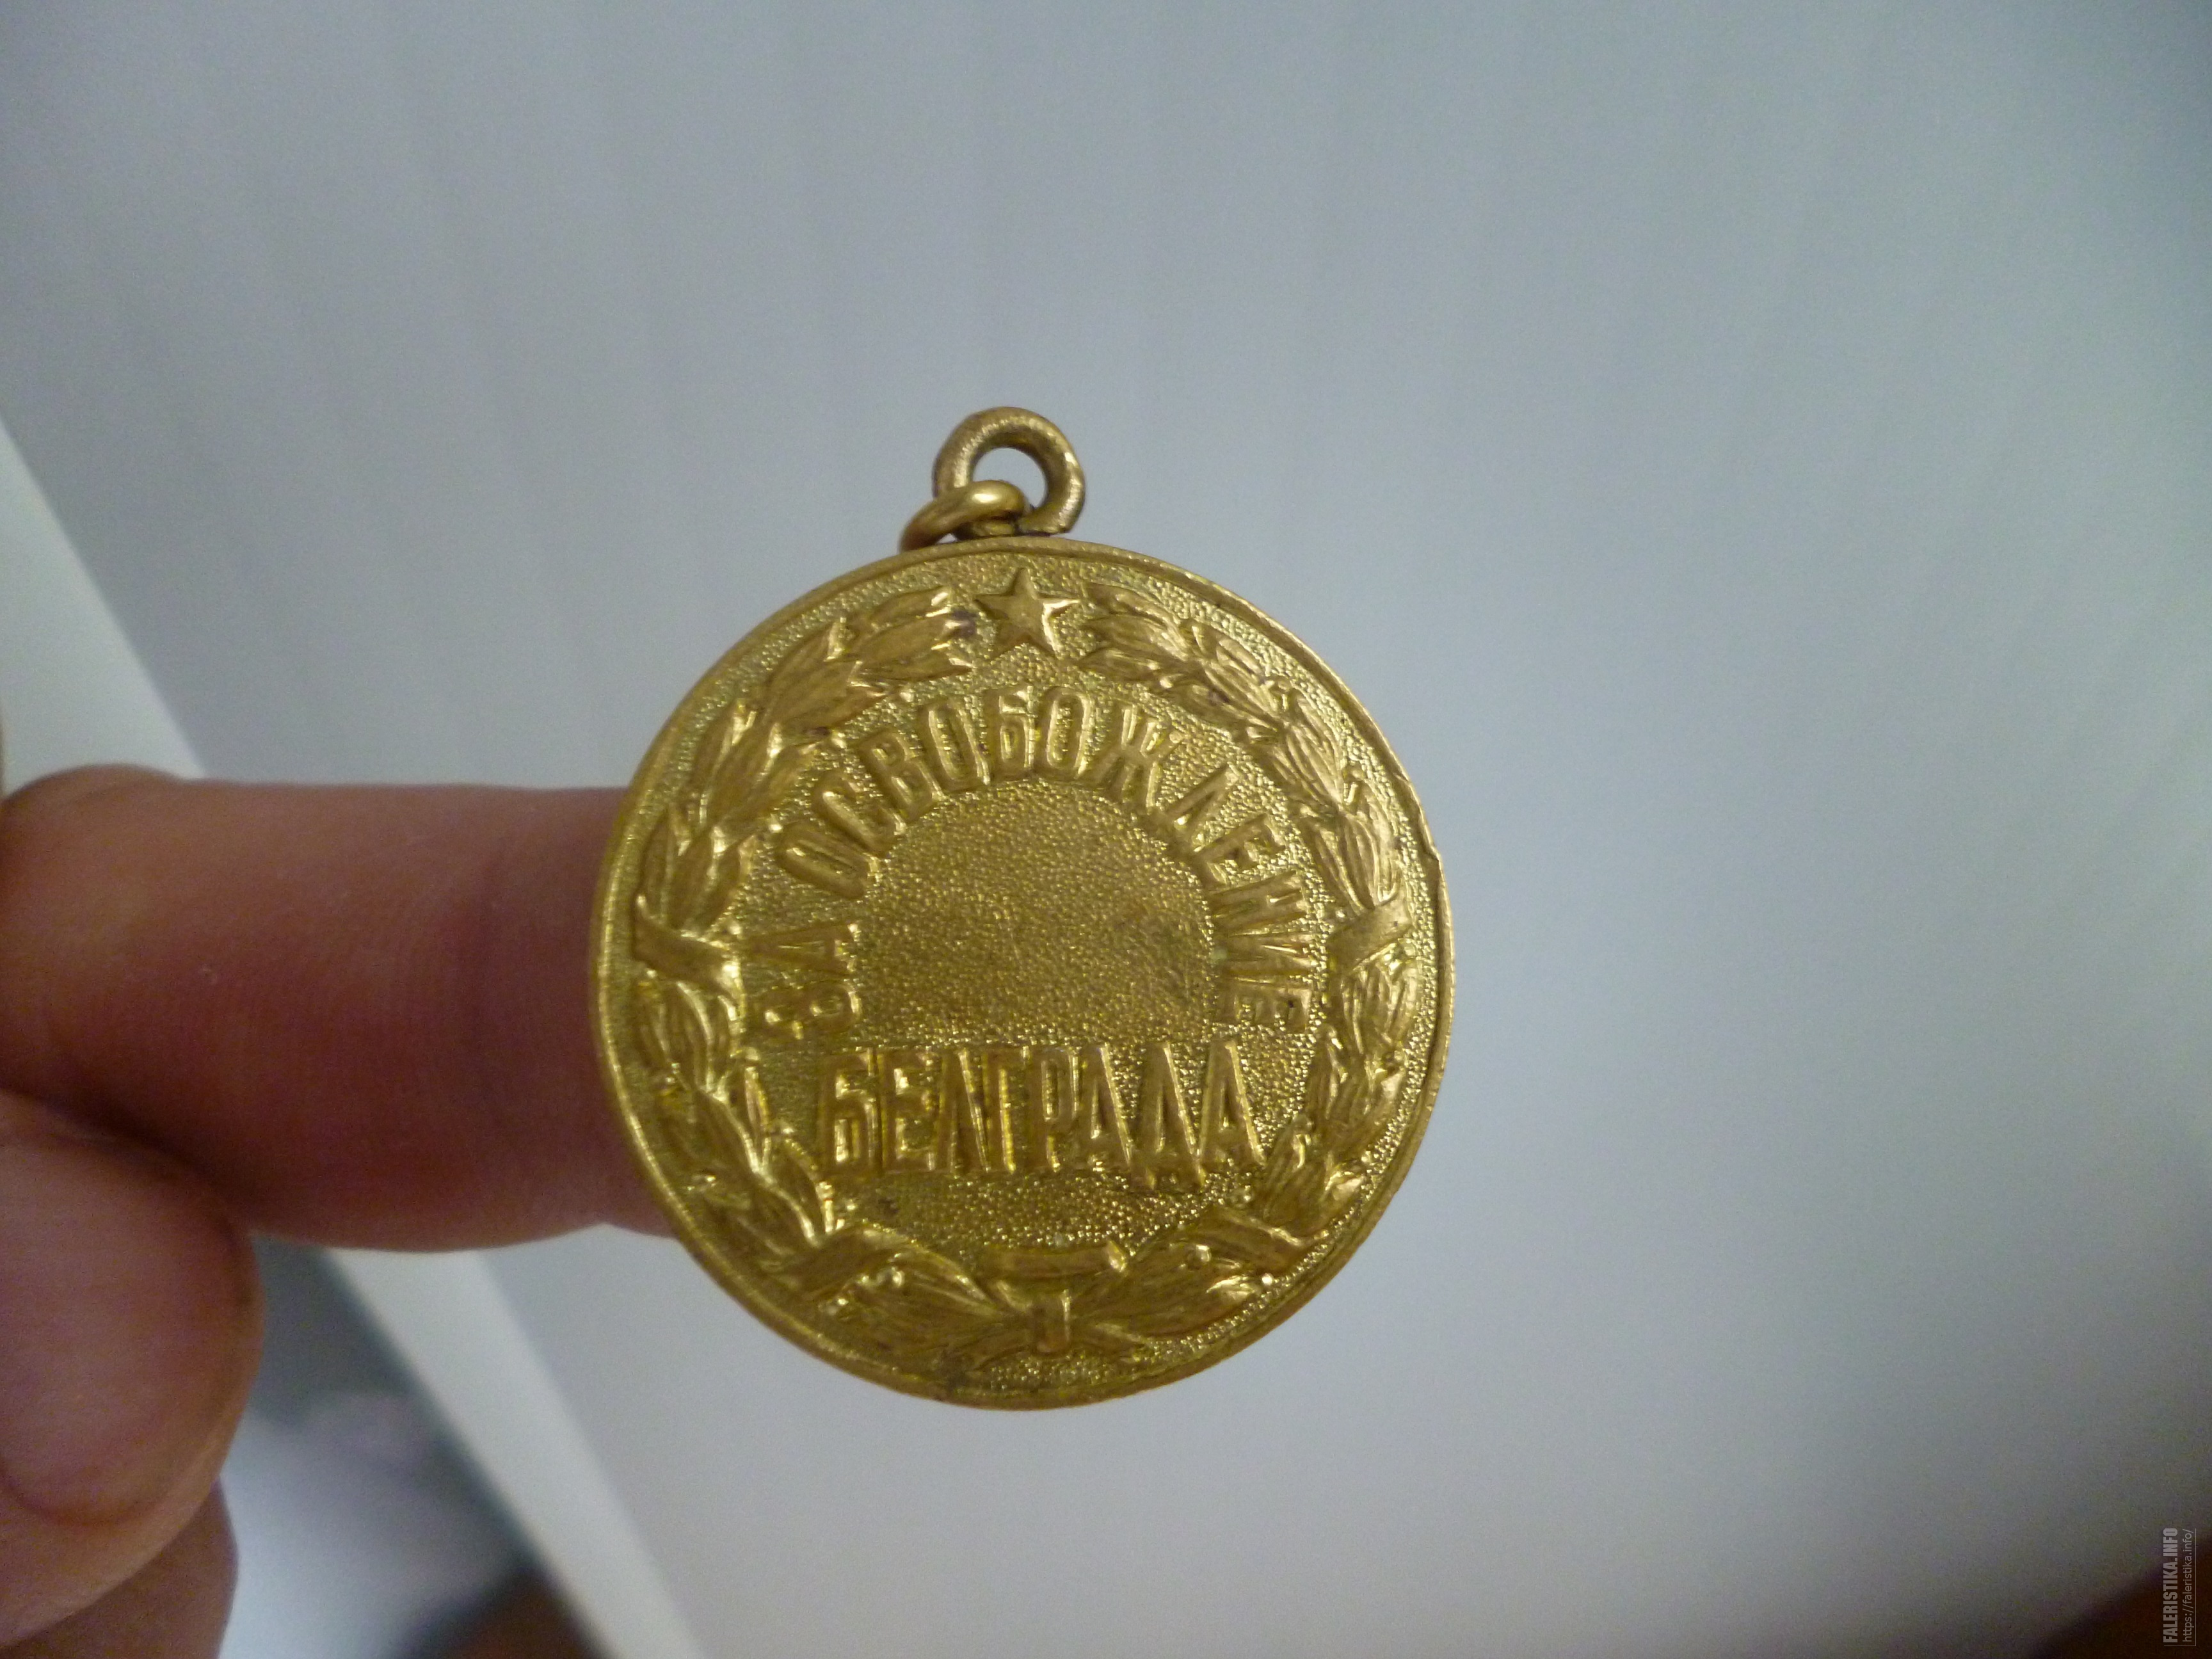 ЗА ОСВОБОЖДЕНИЕ
БЕЛГРАДА
FALERISTIKA.INFO
https://faleristika.info/